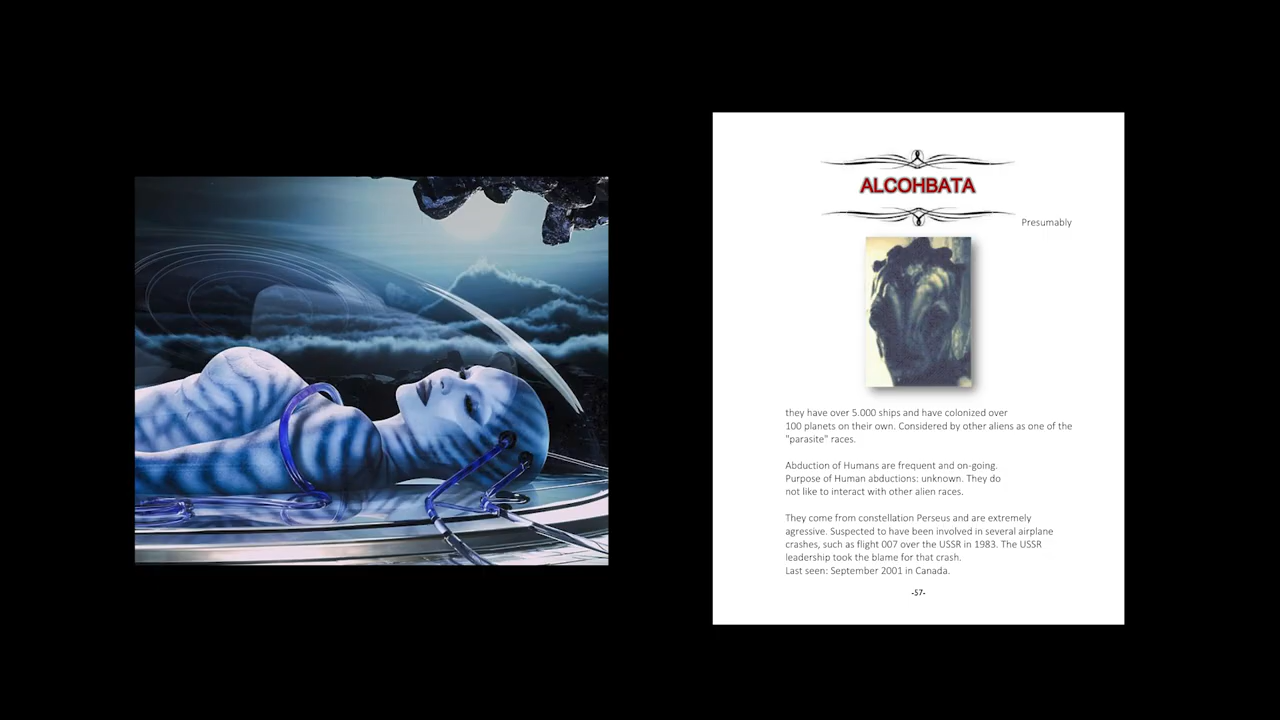 ALCOHBATA
Presumably
they have over 5.000 ships and have colonized over
100 planets on their own. Considered by other aliens as one of the
"parasite" races.
Abduction of Humans are frequent and on-going.
Purpose of Human abductions: unknown. They do
not like to interact with other alien races.
They come from constellation Perseus and are extremely
agressive. Suspected to have been involved in several airplane
crashes, such as flight 007 over the USSR in 1983. The USSR
leadership took the blame for that crash.
Last seen: September 2001 in Canada.
-57-